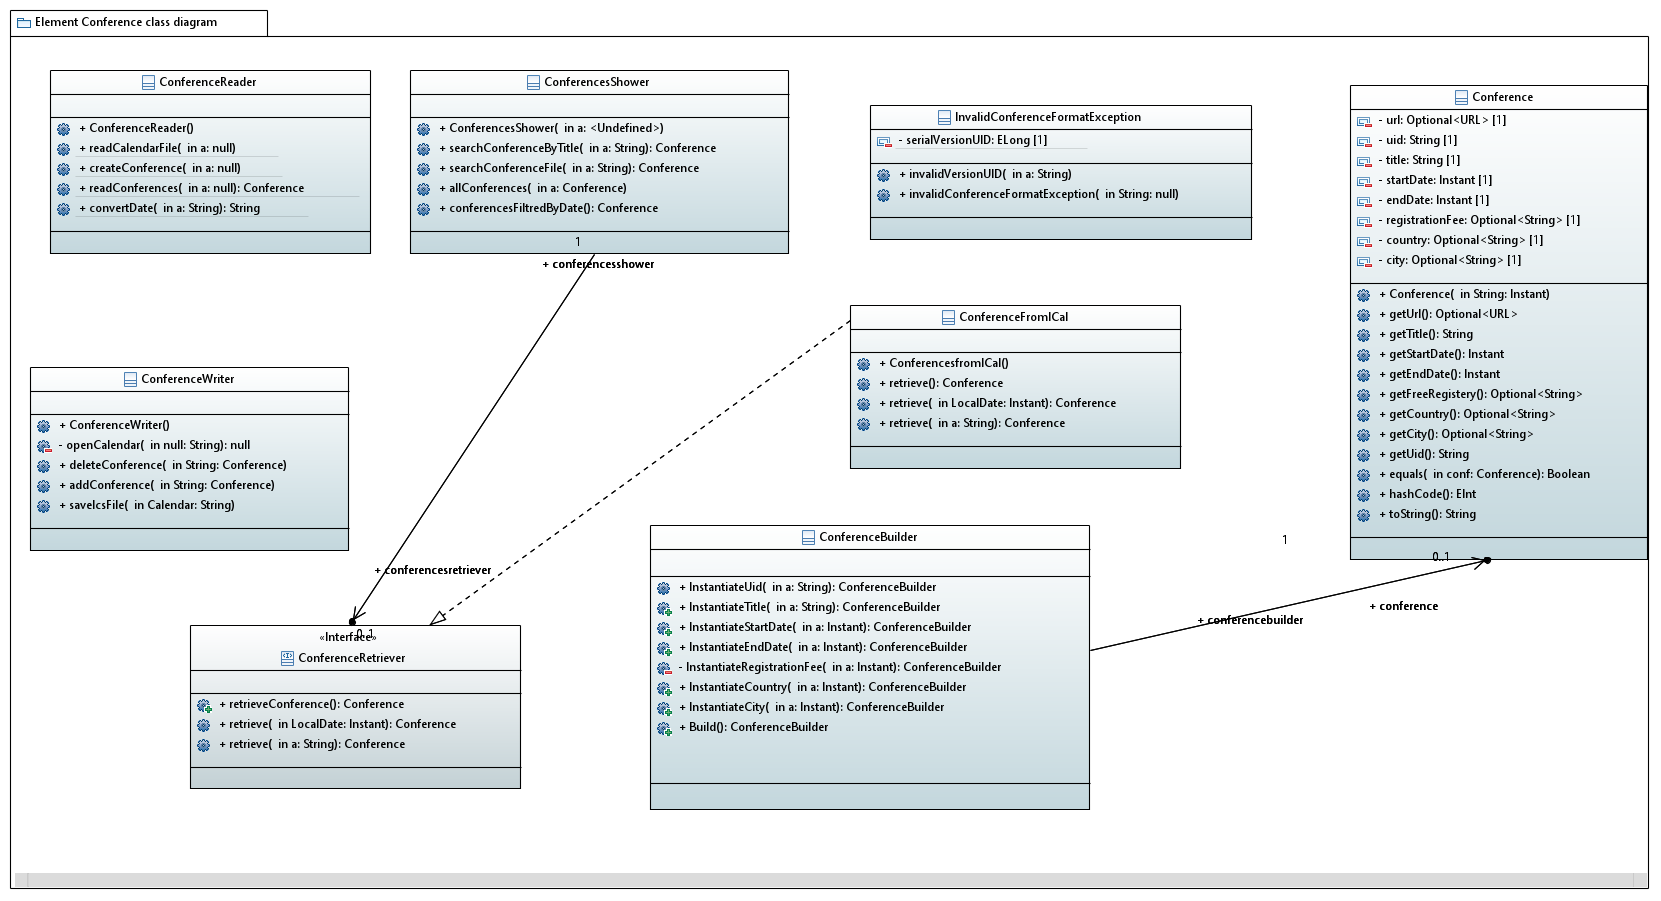 Element Conference class diagram
ConferenceReader
+ ConferenceReader()
+ readCalendarFile( in a: null)
+ createConference( in a: null)
+ readConferences( in a: null): Conference
+ convertDate( in a: String): String
ConferencesShower
+ ConferencesShower( in a: <Undefined>)
+ searchConferenceByTitle( in a: String): Conference
+ searchConferenceFile( in a: String): Conference
+ allConferences( in a: Conference)
+ conferencesFiltredByDate(): Conference
1
+ conferencesshower
InvalidConferenceFormatException
- serialVersionUID: ELong [1]
+ invalidVersionUID( in a: String)
+ invalidConferenceFormatException( in String: null)
Conference
- url: Optional<URL> [1]
- uid: String [1]
- title: String [1]
- startDate: Instant [1]
- endDate: Instant [1]
- registrationFee: Optional<String> [1]
- country: Optional<String> [1]
- city: Optional<String> [1]
+ Conference( in String: Instant)
+ getUrl(): Optional<URL>
+ getTitle(): String
+ getStartDate(): Instant
+ getEndDate(): Instant
+ getFreeRegistery(): Optional<String>
+ getCountry(): Optional<String>
+ getCity(): Optional<String>
+ getUid(): String
+ equals( in conf: Conference): Boolean
+ hashCode(): EInt
+ toString(): String
ConferenceFromICal
+ ConferencesfromICal()
+ retrieve(): Conference
+ retrieve( in LocalDate: Instant): Conference
+ retrieve( in a: String): Conference
ConferenceWriter
+ ConferenceWriter()
- openCalendar( in null: String): null
+ deleteConference( in String: Conference)
+ addConference( in String: Conference)
+ saveIcsFile( in Calendar: String)
+ conferencesretriever
0..1
«Interface»
ConferenceRetriever
+ retrieveConference(): Conference
+ retrieve( in LocalDate: Instant): Conference
+ retrieve( in a: String): Conference
ConferenceBuilder
+ InstantiateUid( in a: String): ConferenceBuilder
+ InstantiateTitle( in a: String): ConferenceBuilder
+ InstantiateStartDate( in a: Instant): ConferenceBuilder
+ InstantiateEndDate( in a: Instant): ConferenceBuilder
- InstantiateRegistrationFee( in a: Instant): ConferenceBuilder
+ InstantiateCountry( in a: Instant): ConferenceBuilder
+ InstantiateCity( in a: Instant): ConferenceBuilder
+ Build(): ConferenceBuilder
1
0..1
+ conference
+ conferencebuilder